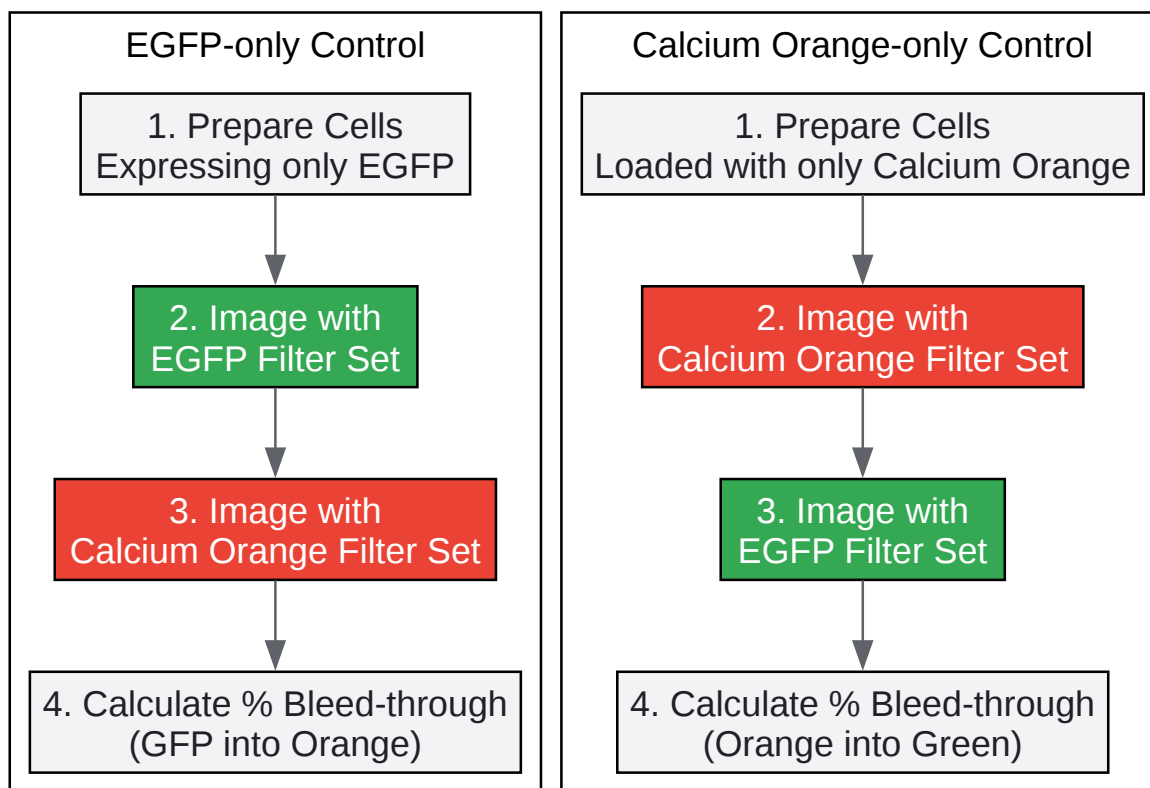 EGFP-only Control
1. Prepare Cells
Expressing only EGFP
2. Image with
EGFP Filter Set
3. Image with
Calcium Orange Filter Set
4. Calculate % Bleed-through
(GFP into Orange)
Calcium Orange-only Control
1. Prepare Cells
Loaded with only Calcium Orange
2. Image with
Calcium Orange Filter Set
3. Image with
EGFP Filter Set
4. Calculate % Bleed-through
(Orange into Green)